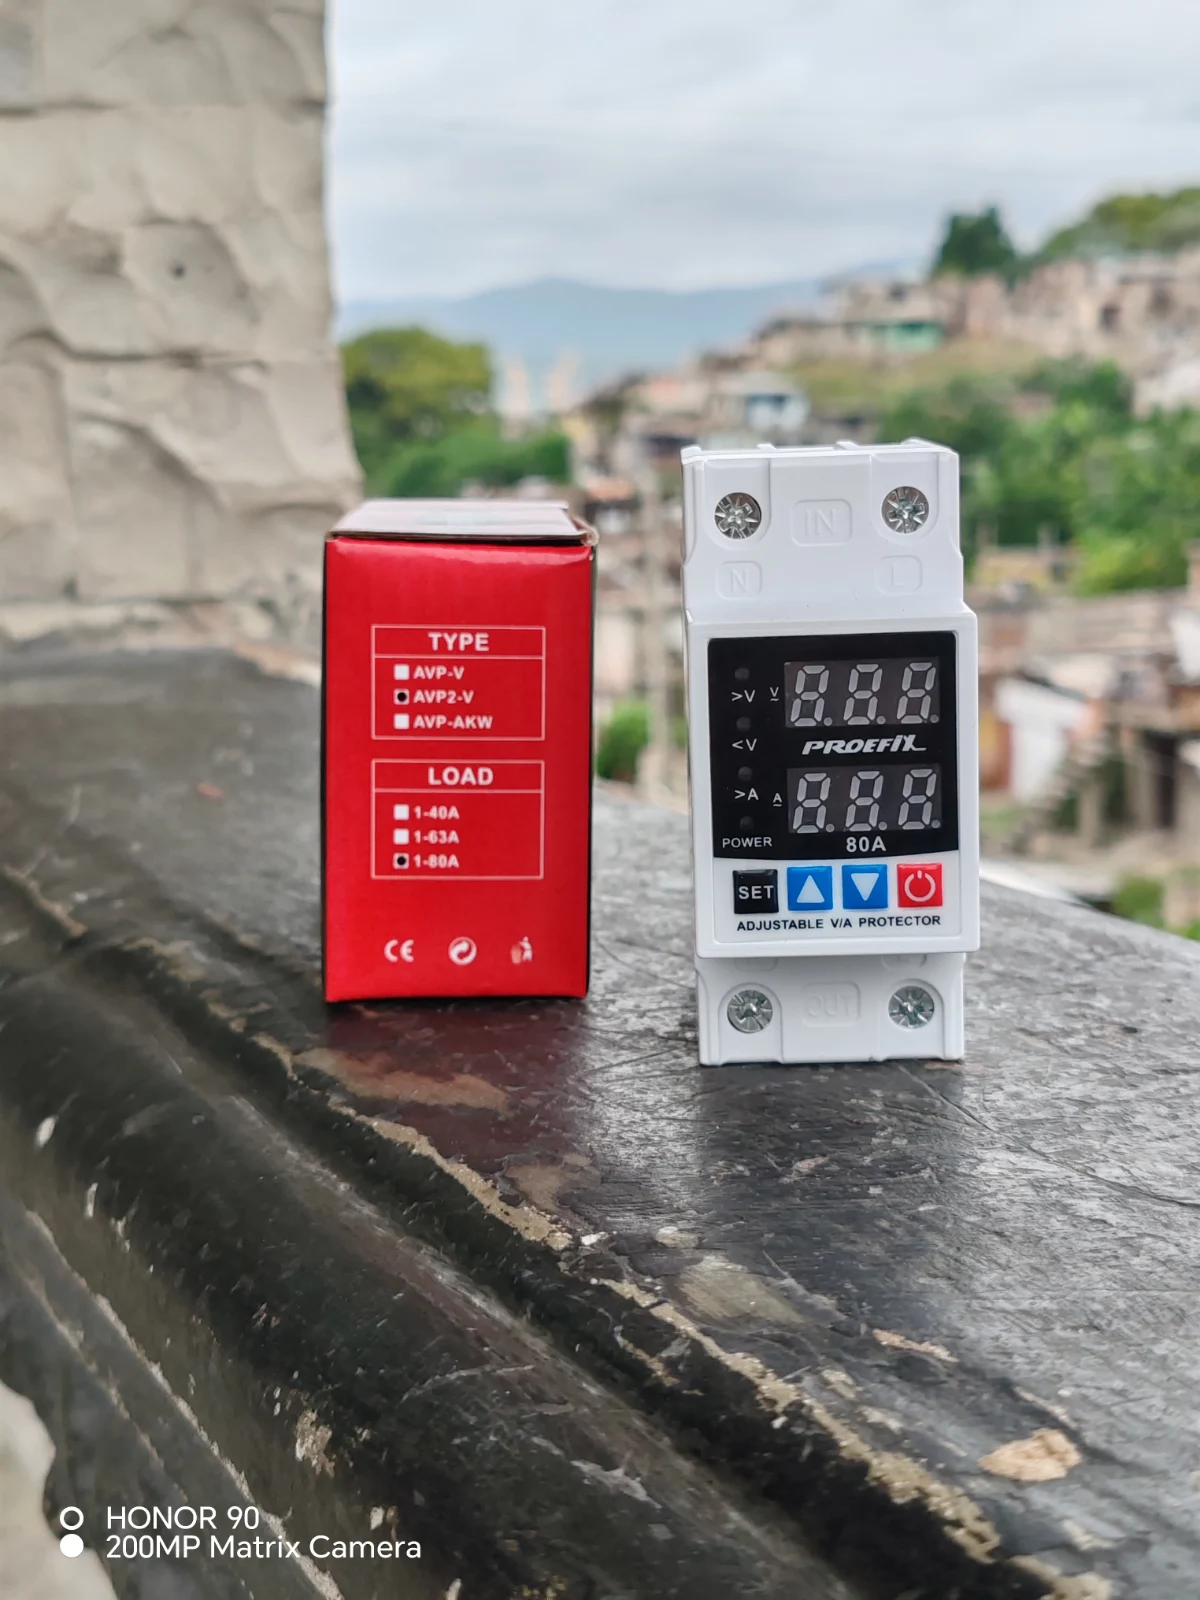 TYPE
AVP-V
AVP2-V
AVP-AKW
LOAD
1-40A
1-63A
1-80A
CE
IN
N
L
>V
V
<V
PROEFFIX
>A
A
POWER
80A
SET
ADJUSTABLE V/A PROTECTOR
OUT
HONOR 90
200MP Matrix Camera